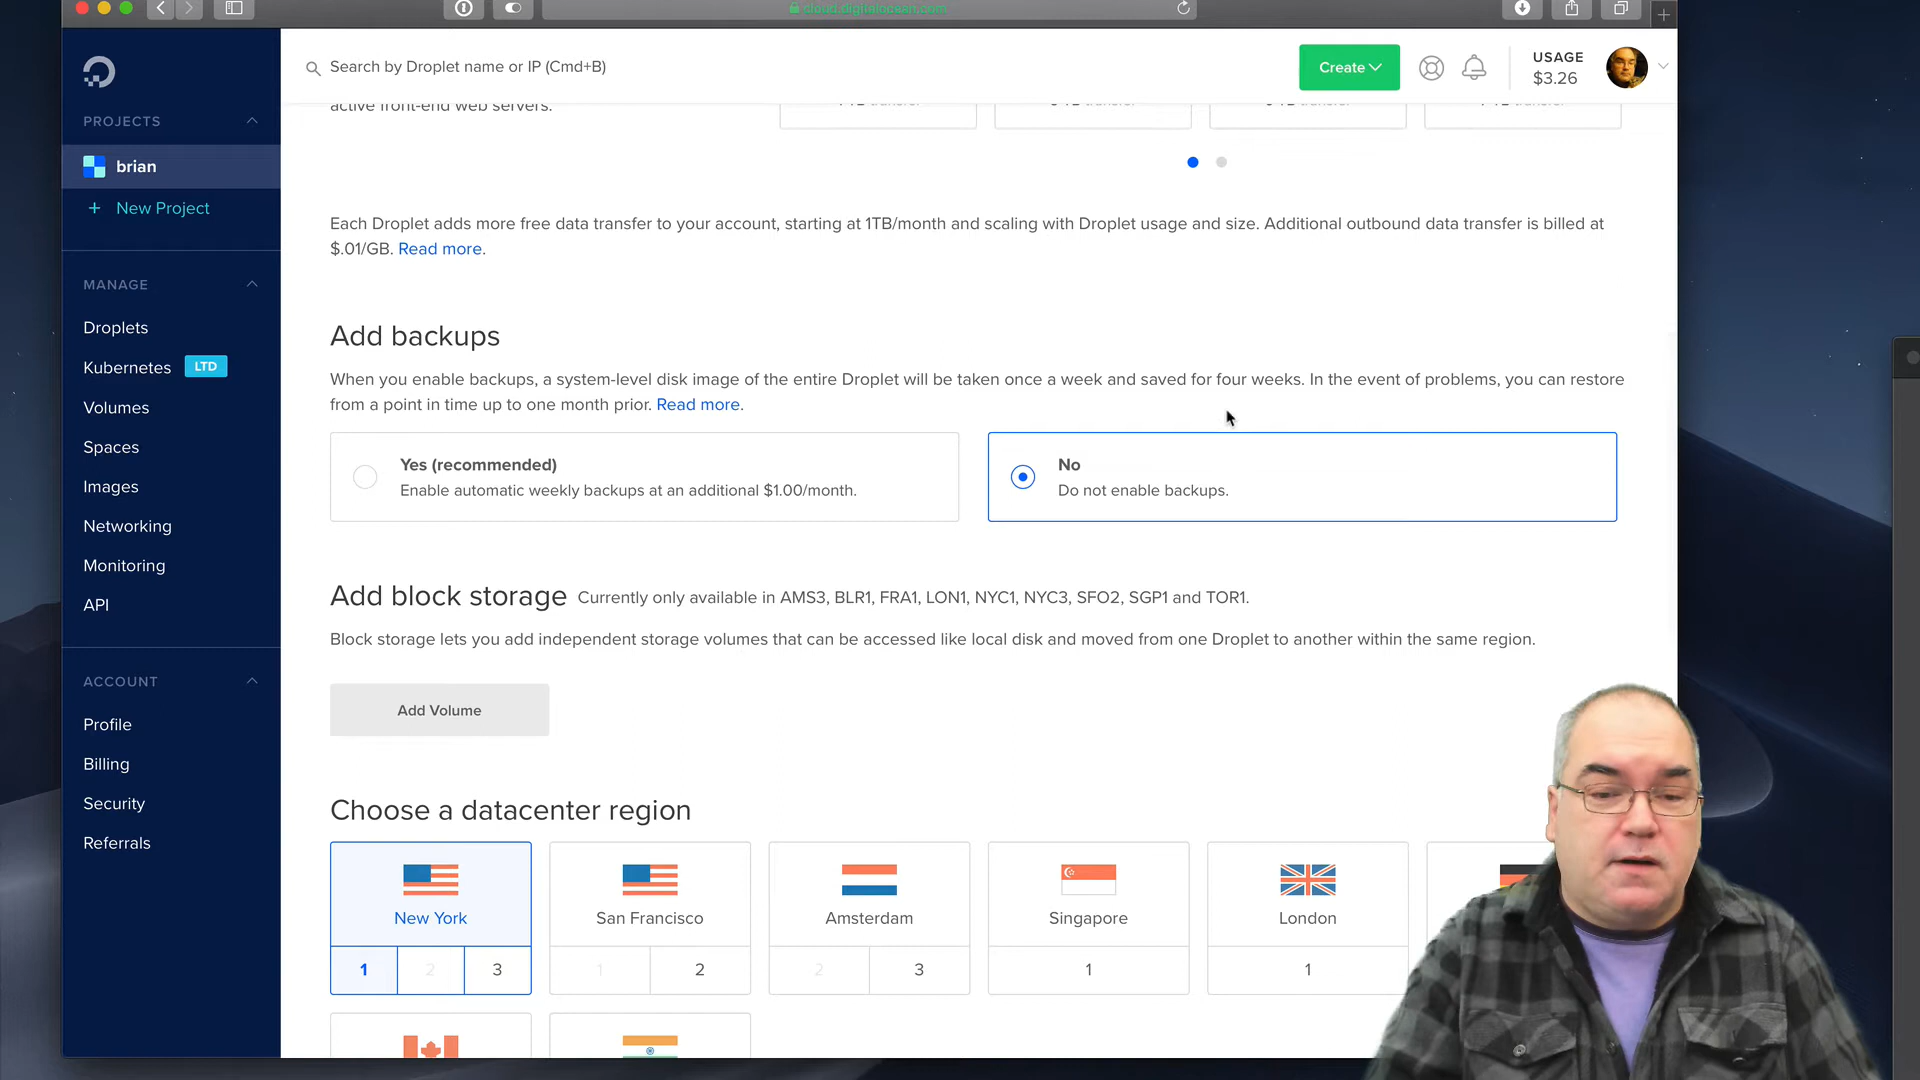 cloud.digitalocean.com
Search by Droplet name or IP (Cmd+B)
Create
USAGE
$3.26
PROJECTS
brian
+ New Project
MANAGE
Droplets
Kubernetes LTD
Volumes
Spaces
Images
Networking
Monitoring
API
ACCOUNT
Profile
Billing
Security
Referrals
active front-end web servers.
Each Droplet adds more free data transfer to your account, starting at 1TB/month and scaling with Droplet usage and size. Additional outbound data transfer is billed at
$.01/GB. Read more.
Add backups
When you enable backups, a system-level disk image of the entire Droplet will be taken once a week and saved for four weeks. In the event of problems, you can restore
from a point in time up to one month prior. Read more.
Yes (recommended)
Enable automatic weekly backups at an additional $1.00/month.
No
Do not enable backups.
Add block storage Currently only available in AMS3, BLR1, FRA1, LON1, NYC1, NYC3, SFO2, SGP1 and TOR1.
Block storage lets you add independent storage volumes that can be accessed like local disk and moved from one Droplet to another within the same region.
Add Volume
Choose a datacenter region
New York
1 2 3
San Francisco
1 2
Amsterdam
2 3
Singapore
1
London
1